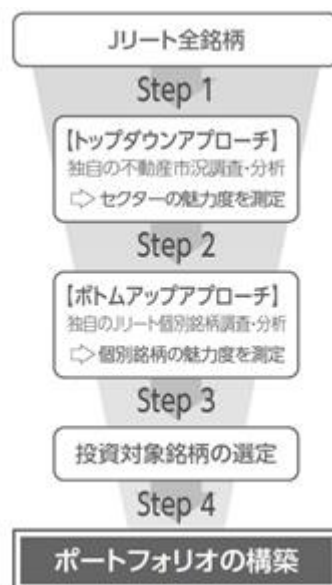 Jリート全銘柄
Step 1
【トップダウンアプローチ】
独自の不動産市況調査・分析
⇨ セクターの魅力度を測定
Step 2
【ボトムアップアプローチ】
独自のJリート個別銘柄調査・分析
⇨ 個別銘柄の魅力度を測定
Step 3
投資対象銘柄の選定
Step 4
ポートフォリオの構築